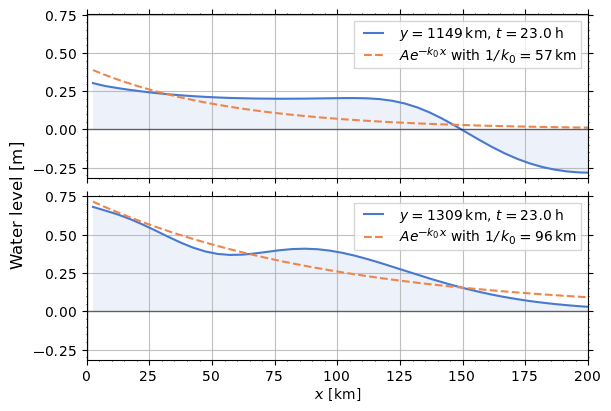 0.75
0.50
0.25
0.00
−0.25
y = 1149 km, t = 23.0 h
Ae^{−k₀x} with 1/k₀ = 57 km
Water level [m]
0.75
0.50
0.25
0.00
−0.25
y = 1309 km, t = 23.0 h
Ae^{−k₀x} with 1/k₀ = 96 km
0 25 50 75 100 125 150 175 200
x [km]